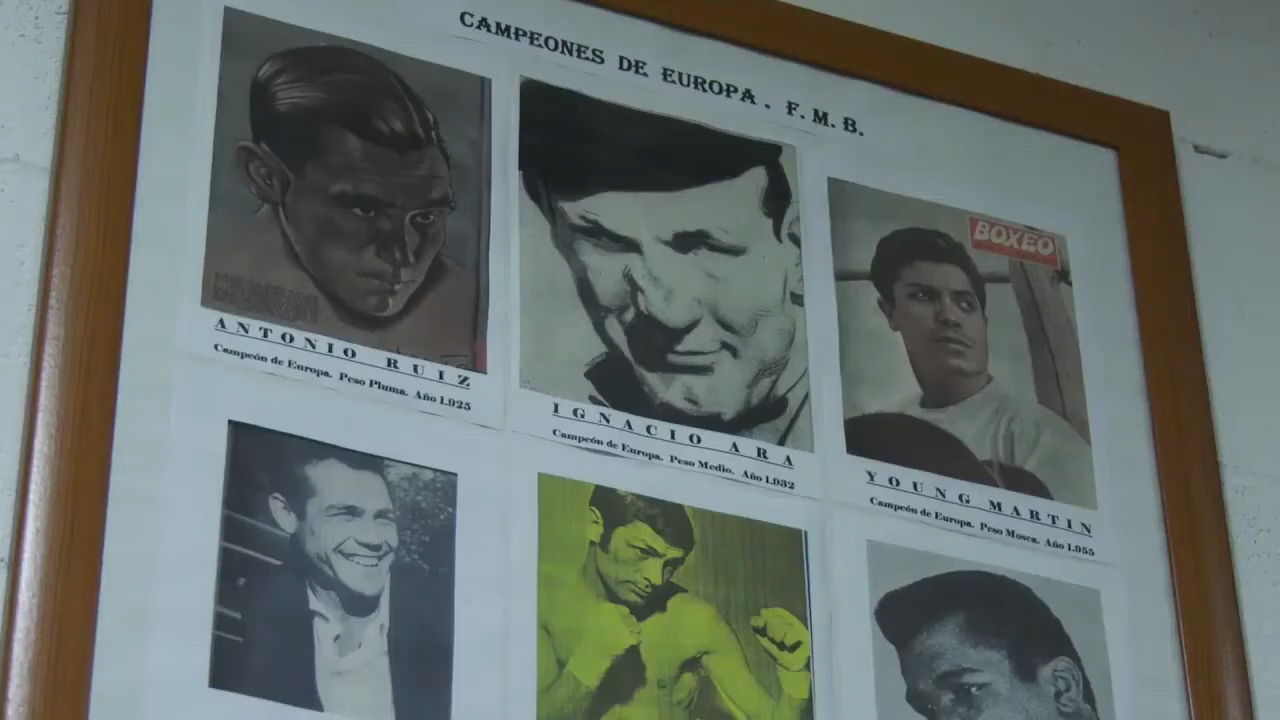 CAMPEONES DE EUROPA . F. M. B.
BOXEO
ANTONIO RUIZ
Campeón de Europa. Peso Pluma. Año 1.925
IGNACIO ARA
Campeón de Europa. Peso Medio. Año 1.932
YOUNG MARTIN
Campeón de Europa. Peso Mosca. Año 1.955